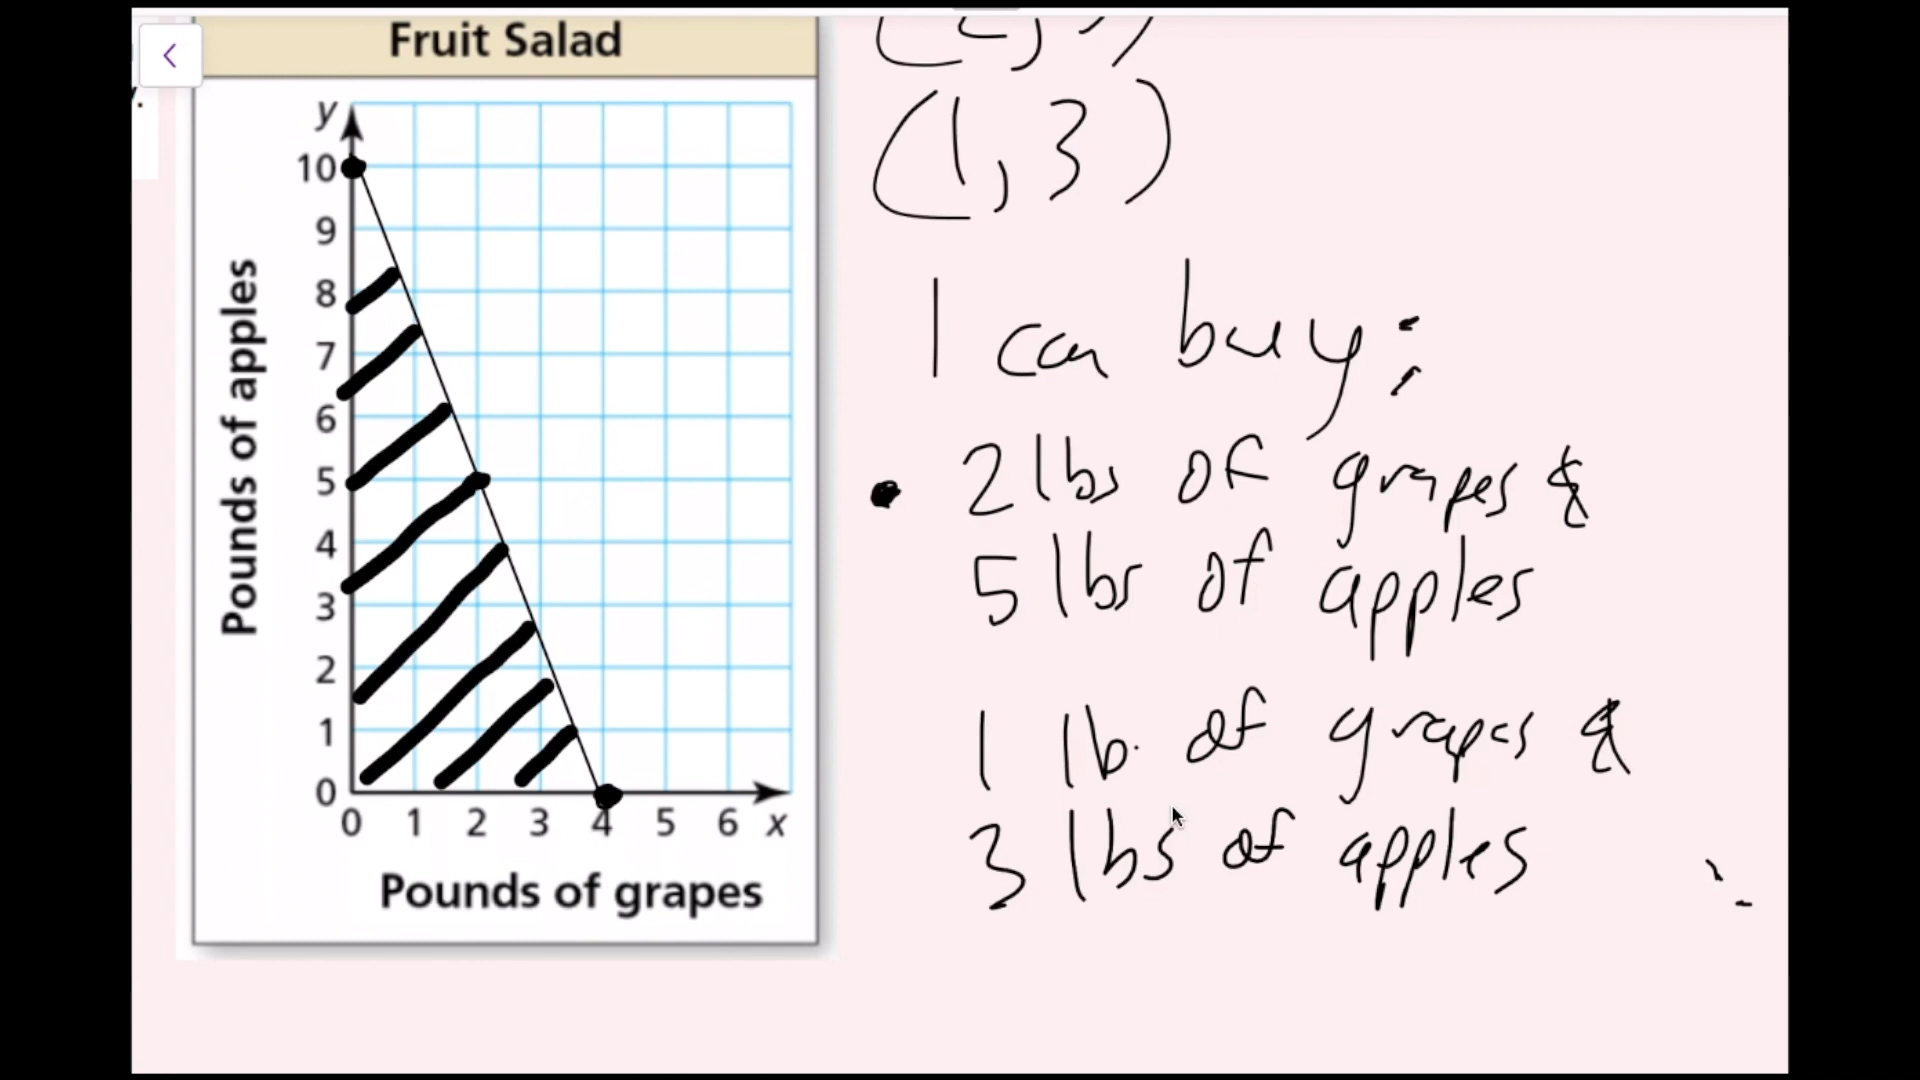 Fruit Salad
y
10
9
8
7
6
5
4
3
2
1
0
0 1 2 3 4 5 6 x
Pounds of apples
Pounds of grapes
(1,3)
I can buy:
• 2 lbs of grapes &
5 lbs of apples
1 lb. of grapes &
3 lbs of apples